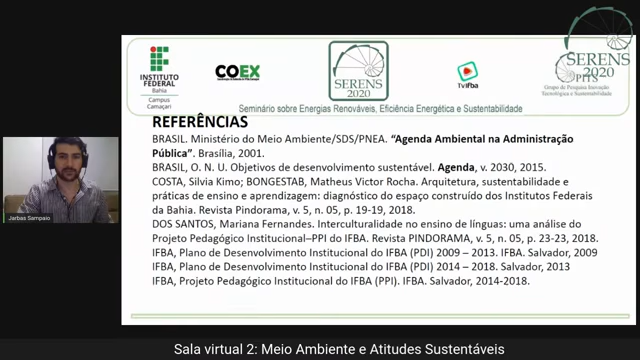 INSTITUTO
FEDERAL
Bahia
Campus
Camaçari
COEX
SERENS
2020
TV ifba
SERENS
2020
PITS
Grupo de Pesquisa Inovação
Tecnológica e Sustentabilidade
Seminário sobre Energias Renováveis, Eficiência Energética e Sustentabilidade
REFERÊNCIAS
BRASIL. Ministério do Meio Ambiente/SDS/PNEA. “Agenda Ambiental na Administração
Pública”. Brasília, 2001.
BRASIL, O. N. U. Objetivos de desenvolvimento sustentável. Agenda, v. 2030, 2015.
COSTA, Silvia Kimo; BONGESTAB, Matheus Victor Rocha. Arquitetura, sustentabilidade e
práticas de ensino e aprendizagem: diagnóstico do espaço construído dos Institutos Federais
da Bahia. Revista Pindorama, v. 5, n. 05, p. 19-19, 2018.
DOS SANTOS, Mariana Fernandes. Interculturalidade no ensino de línguas: uma análise do
Projeto Pedagógico Institucional–PPI do IFBA. Revista PINDORAMA, v. 5, n. 05, p. 23-23, 2018.
IFBA, Plano de Desenvolvimento Institucional do IFBA (PDI) 2009 – 2013. IFBA. Salvador, 2009
IFBA, Plano de Desenvolvimento Institucional do IFBA (PDI) 2014 – 2018. Salvador, 2013
IFBA, Projeto Pedagógico Institucional do IFBA (PPI). IFBA. Salvador, 2014-2018.
Jarbas Sampaio
Sala virtual 2: Meio Ambiente e Atitudes Sustentáveis